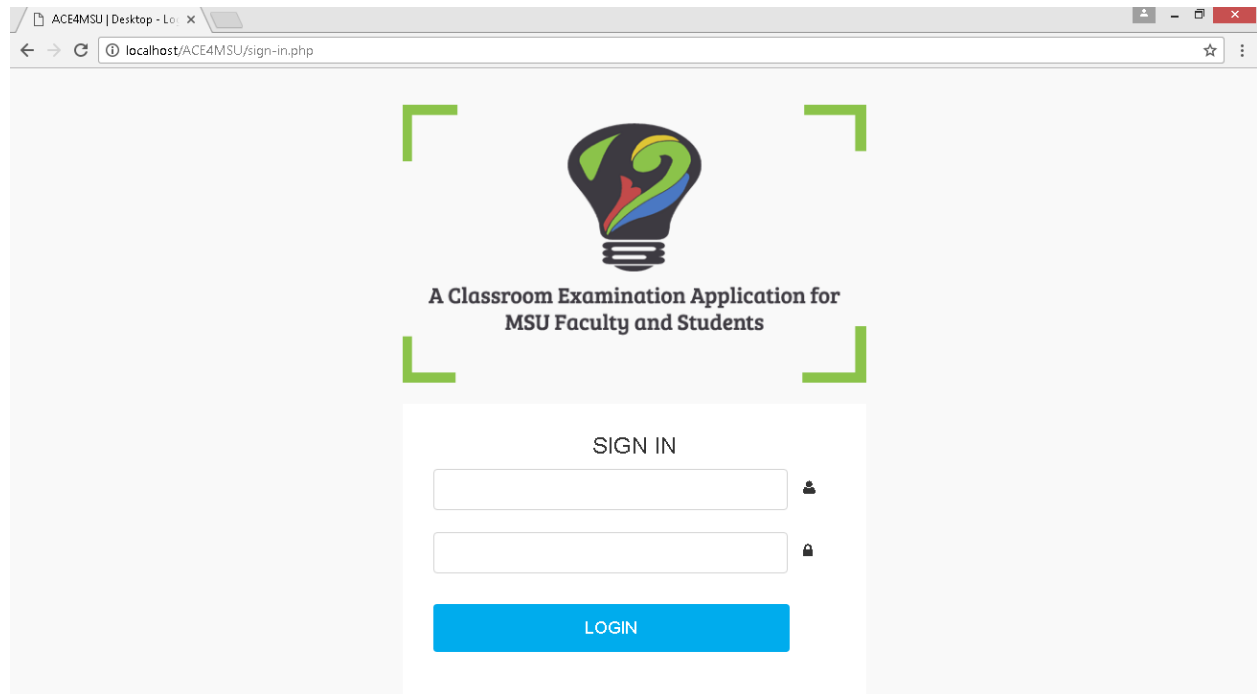 ACE4MSU | Desktop - Lo
localhost/ACE4MSU/sign-in.php
A Classroom Examination Application for
MSU Faculty and Students
SIGN IN
LOGIN